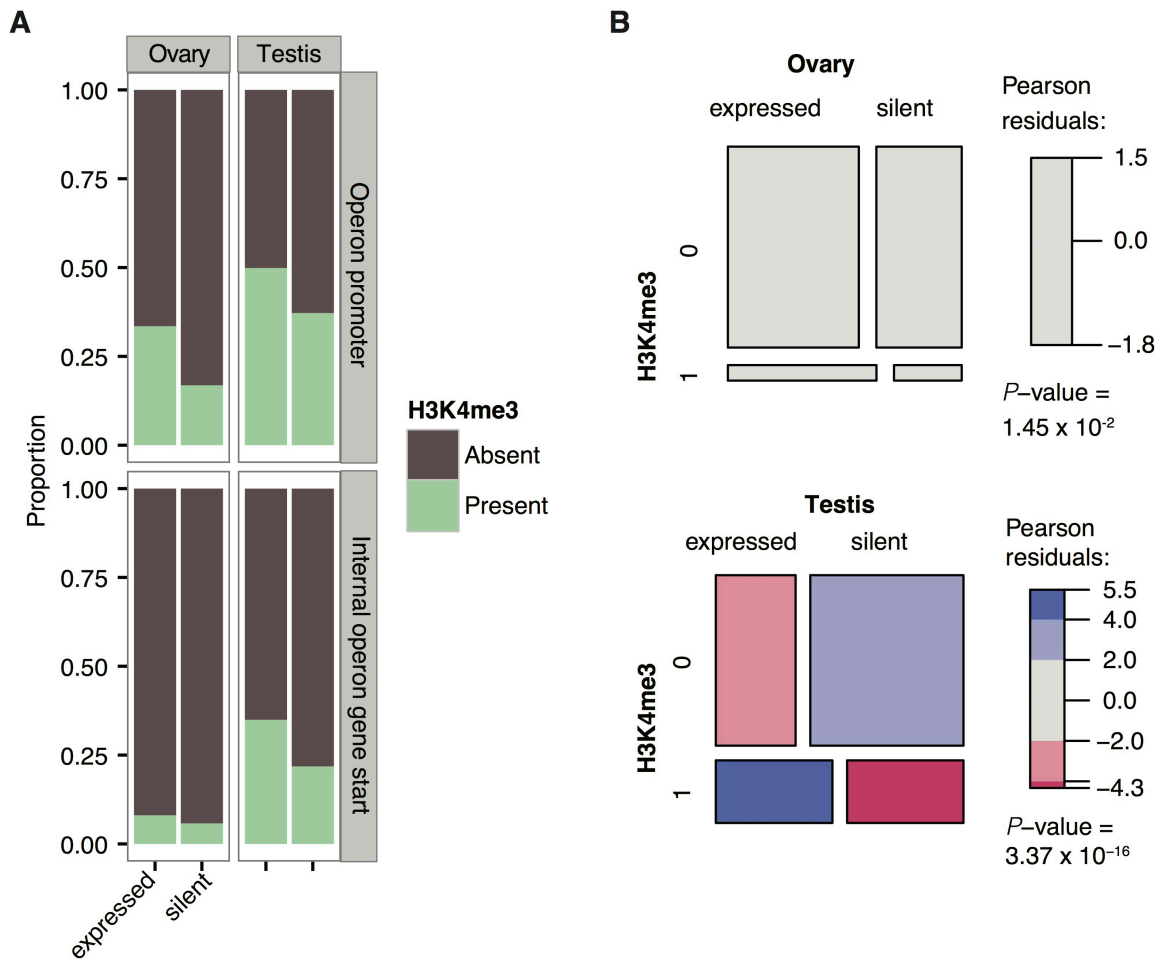 A
Ovary
Testis
1.00
0.75
0.50
0.25
0.00
Operon promoter
1.00
0.75
0.50
0.25
0.00
Internal operon gene start
Proportion
expressed
silent
H3K4me3
Absent
Present
B
Ovary
expressed silent
H3K4me3
0
1
Pearson
residuals:
1.5
0.0
−1.8
P–value =
1.45 x 10⁻²
Testis
expressed silent
H3K4me3
0
1
Pearson
residuals:
5.5
4.0
2.0
0.0
−2.0
−4.3
P–value =
3.37 x 10⁻¹⁶